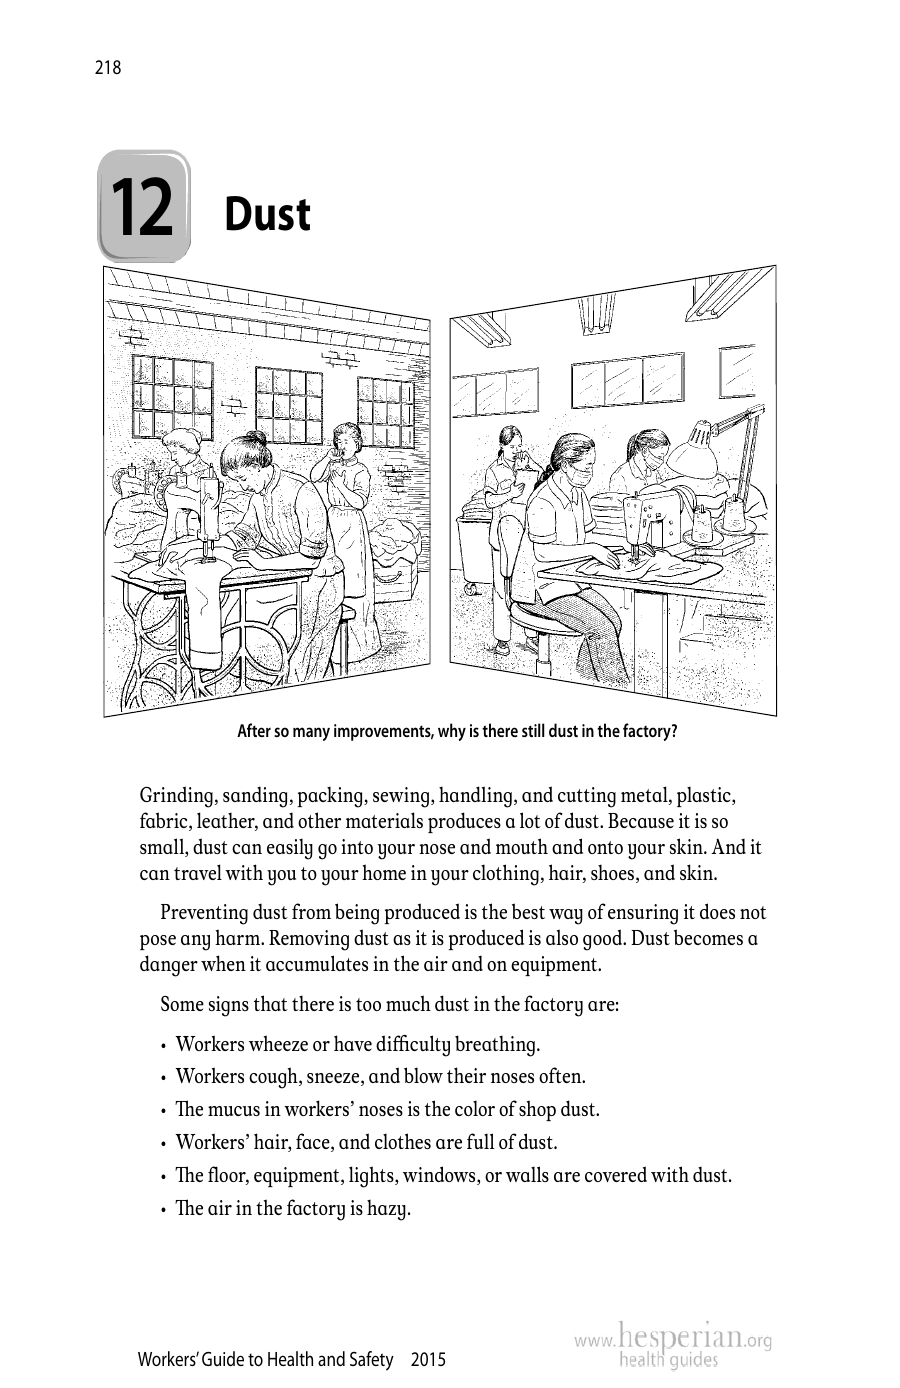 218
12 Dust
After so many improvements, why is there still dust in the factory?
Grinding, sanding, packing, sewing, handling, and cutting metal, plastic,
fabric, leather, and other materials produces a lot of dust. Because it is so
small, dust can easily go into your nose and mouth and onto your skin. And it
can travel with you to your home in your clothing, hair, shoes, and skin.
Preventing dust from being produced is the best way of ensuring it does not
pose any harm. Removing dust as it is produced is also good. Dust becomes a
danger when it accumulates in the air and on equipment.
Some signs that there is too much dust in the factory are:
• Workers wheeze or have difficulty breathing.
• Workers cough, sneeze, and blow their noses often.
• The mucus in workers’ noses is the color of shop dust.
• Workers’ hair, face, and clothes are full of dust.
• The floor, equipment, lights, windows, or walls are covered with dust.
• The air in the factory is hazy.
www.hesperian.org
health guides
Workers’ Guide to Health and Safety 2015